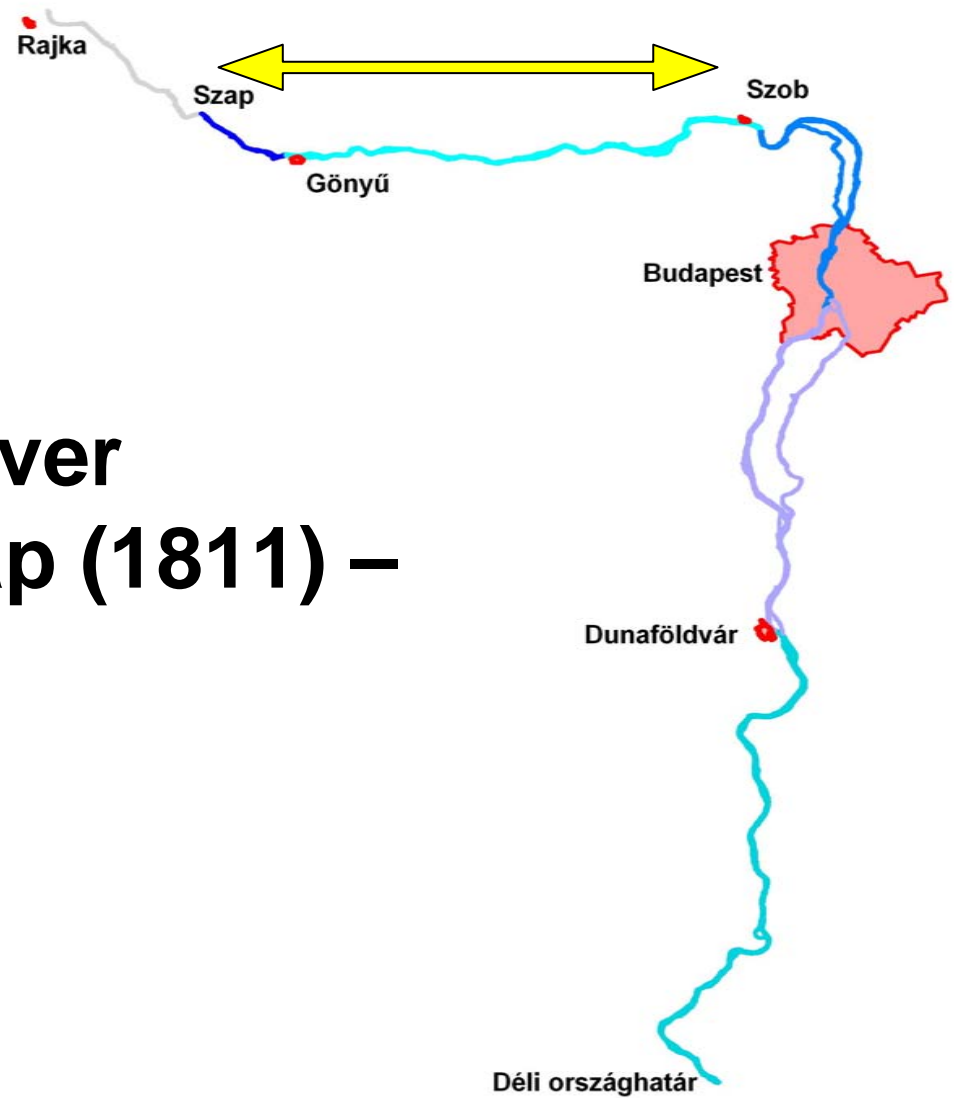 Rajka
Szap
Szob
Gönyű
Budapest
ver
p (1811) –
Dunaföldvár
Déli országhatár